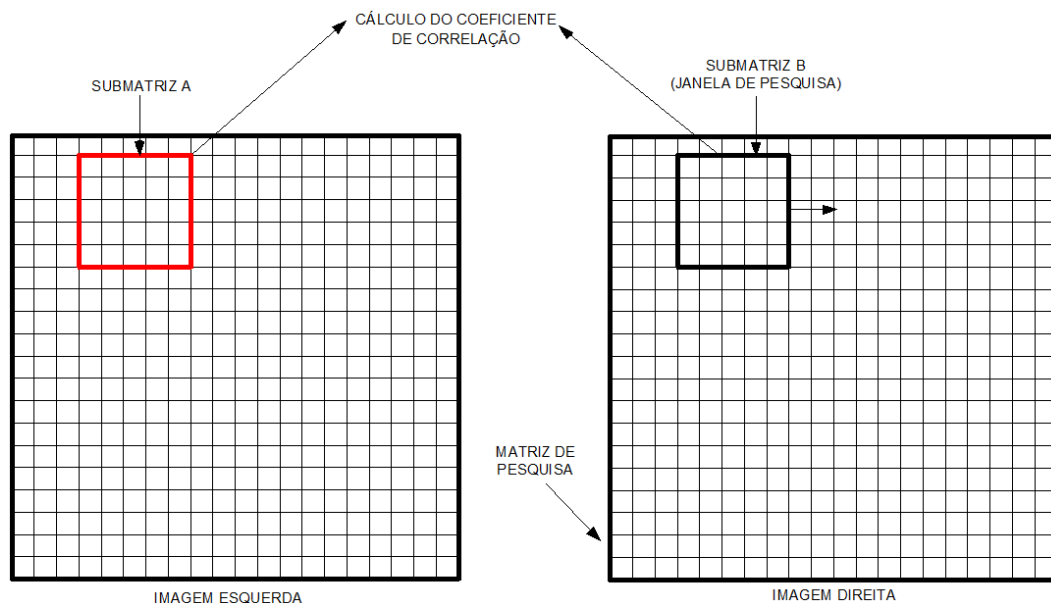 CÁLCULO DO COEFICIENTE
DE CORRELAÇÃO
SUBMATRIZ A
SUBMATRIZ B
(JANELA DE PESQUISA)
MATRIZ DE
PESQUISA
IMAGEM ESQUERDA
IMAGEM DIREITA